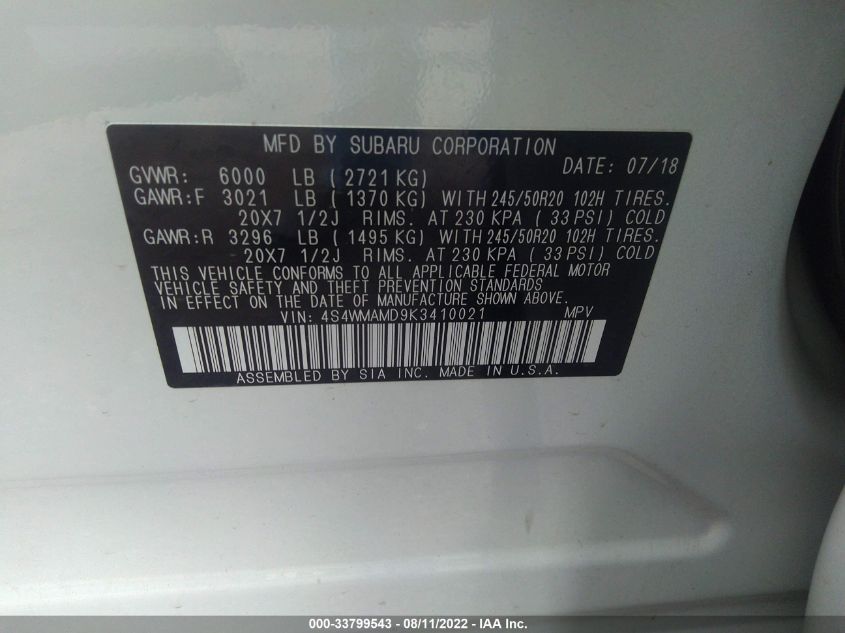 MFD BY SUBARU CORPORATION
DATE: 07/18
GVWR: 6000 LB (2721 KG)
GAWR:F 3021 LB (1370 KG) WITH 245/50R20 102H TIRES.
20X7 1/2J RIMS. AT 230 KPA (33 PSI) COLD
GAWR:R 3296 LB (1495 KG) WITH 245/50R20 102H TIRES.
20X7 1/2J RIMS. AT 230 KPA (33 PSI) COLD
THIS VEHICLE CONFORMS TO ALL APPLICABLE FEDERAL MOTOR
VEHICLE SAFETY AND THEFT PREVENTION STANDARDS
IN EFFECT ON THE DATE OF MANUFACTURE SHOWN ABOVE.
VIN: 4S4WMAMD9K3410021 MPV
ASSEMBLED BY SIA INC. MADE IN U.S.A.
000-33799543 - 08/11/2022 - IAA Inc.